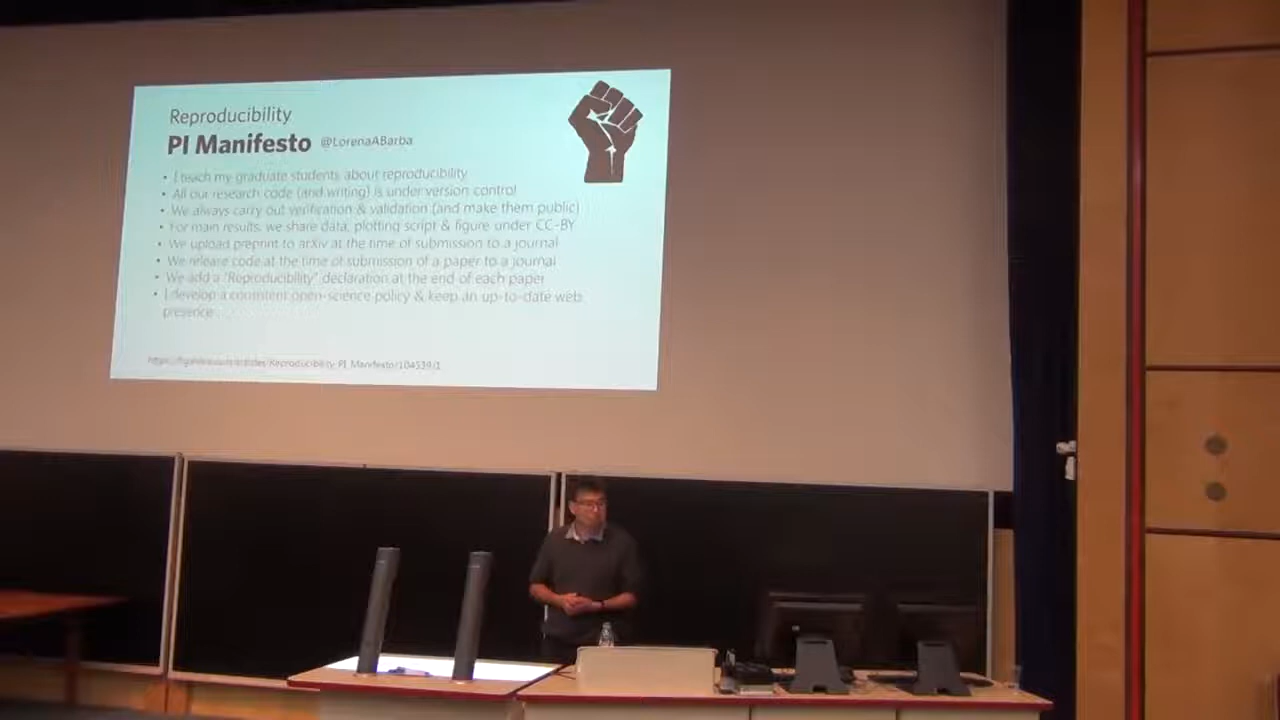 Reproducibility
PI Manifesto @LorenaABarba
• I teach my graduate students about reproducibility
• All our research code (and writing) is under version control
• We always carry out verification & validation (and make them public)
• For main results, we share data, plotting script & figure under CC-BY
• We upload preprint to arXiv at the time of submission to a journal
• We release code at the time of submission of a paper to a journal
• We add a "Reproducibility" declaration at the end of each paper
• I develop a consistent open-science policy & keep an up-to-date web
presence
Reproducibility_PI_Manifesto/104539/1